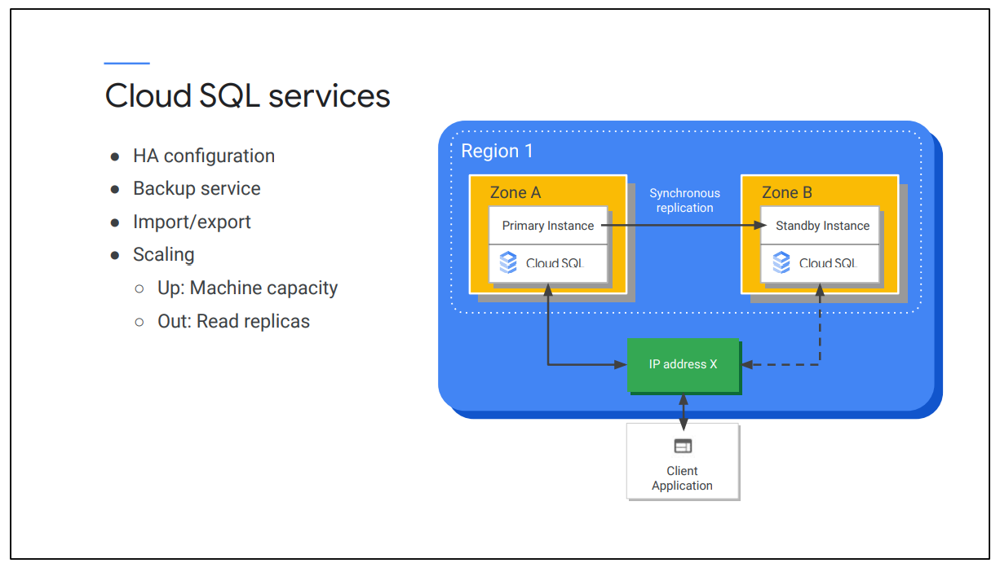 Cloud SQL services
● HA configuration
● Backup service
● Import/export
● Scaling
○ Up: Machine capacity
○ Out: Read replicas
Region 1
Zone A
Primary Instance
Cloud SQL
Synchronous
replication
Zone B
Standby Instance
Cloud SQL
IP address X
Client
Application